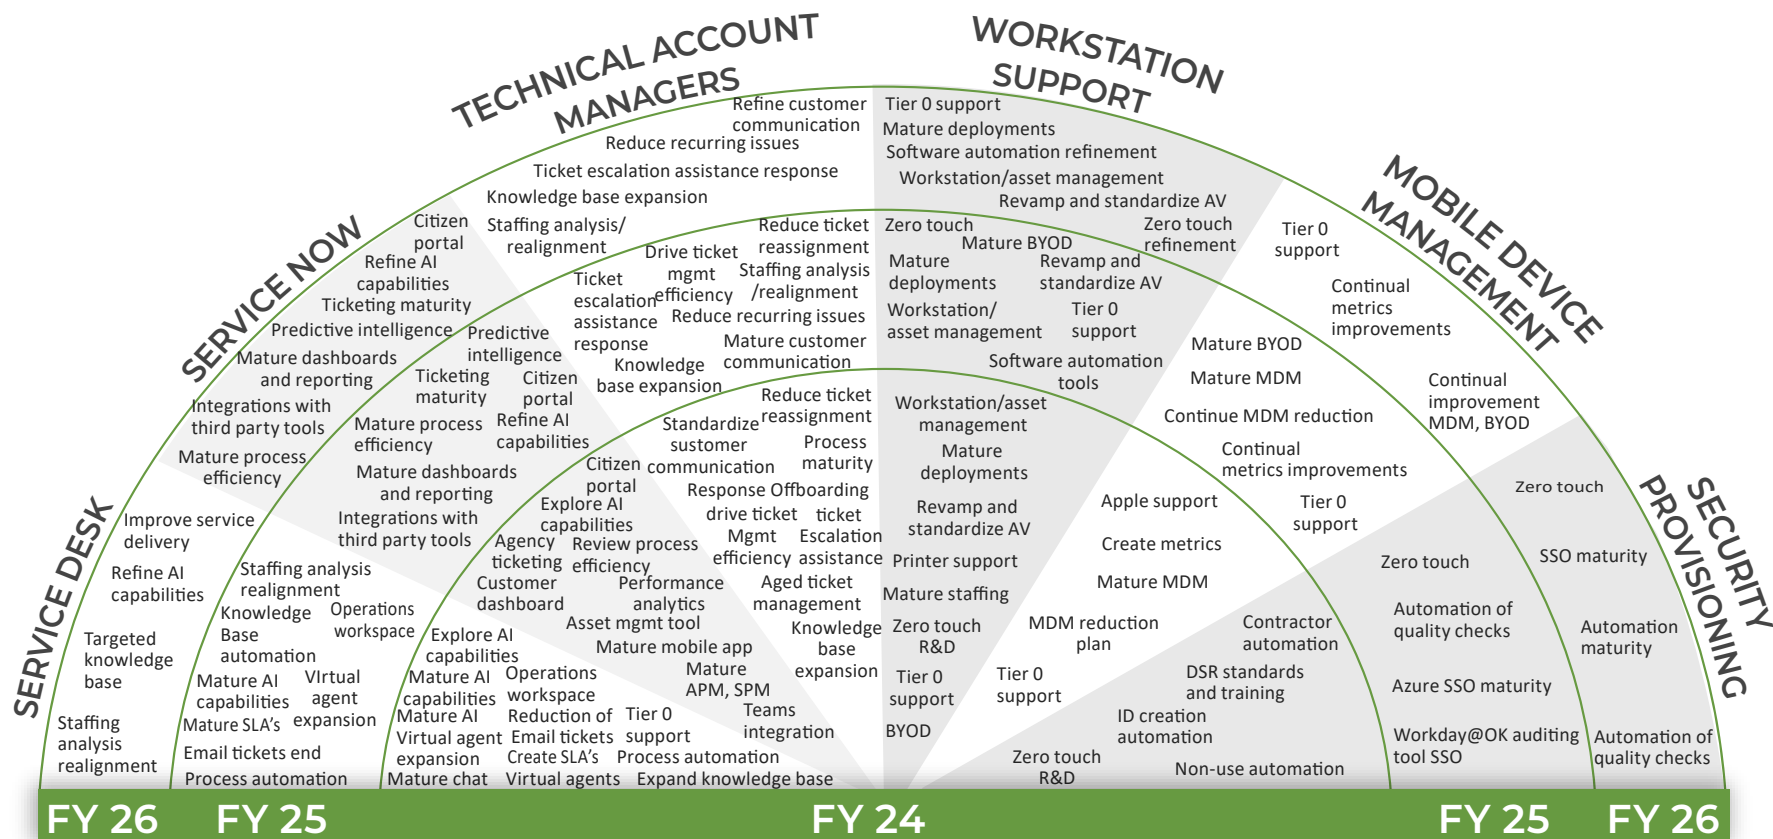 TECHNICAL ACCOUNT
MANAGERS
WORKSTATION
SUPPORT
SERVICE NOW
MOBILE DEVICE
MANAGEMENT
SERVICE DESK
SECURITY
PROVISIONING
Refine customer
communication
Reduce recurring issues
Ticket escalation assistance response
Knowledge base expansion
Staffing analysis/
realignment
Reduce ticket
reassignment
Drive ticket
mgmt
efficiency
Staffing analysis
/realignment
Ticket
escalation
assistance
response
Reduce recurring issues
Mature customer
communication
Knowledge
base expansion
Reduce ticket
reassignment
Standardize
sustomer
communication
Process
maturity
Response Offboarding
drive ticket
Mgmt
efficiency
ticket
Escalation
assistance
Aged ticket
management
Knowledge
base
expansion
Tier 0 support
Mature deployments
Software automation refinement
Workstation/asset management
Revamp and standardize AV
Zero touch
refinement
Zero touch
Mature BYOD
Mature
deployments
Revamp and
standardize AV
Workstation/
asset management
Tier 0
support
Software automation
tools
Workstation/asset
management
Mature
deployments
Revamp and
standardize AV
Printer support
Mature staffing
Zero touch
R&D
Tier 0
support
BYOD
Citizen
portal
Refine AI
capabilities
Ticketing maturity
Predictive intelligence
Mature dashboards
and reporting
Integrations with
third party tools
Mature process
efficiency
Predictive
intelligence
Ticketing
maturity
Citizen
portal
Mature process
efficiency
Refine AI
capabilities
Mature dashboards
and reporting
Integrations with
third party tools
Citizen
portal
Explore AI
capabilities
Agency
ticketing
Review process
efficiency
Customer
dashboard
Performance
analytics
Asset mgmt tool
Mature mobile app
Mature
APM, SPM
Teams
integration
Tier 0
support
Continual
metrics
improvements
Continual
improvement
MDM, BYOD
Mature BYOD
Mature MDM
Continue MDM reduction
Continual
metrics improvements
Tier 0
support
Apple support
Create metrics
Mature MDM
MDM reduction
plan
Tier 0
support
Improve service
delivery
Refine AI
capabilities
Targeted
knowledge
base
Staffing
analysis
realignment
Staffing analysis
realignment
Knowledge
Base
automation
Operations
workspace
Mature AI
capabilities
VIrtual
agent
expansion
Mature SLA's
Email tickets end
Process automation
Explore AI
capabilities
Mature AI
capabilities
Operations
workspace
Mature AI
Virtual agent
expansion
Reduction of
Email tickets
Tier 0
support
Create SLA's
Process automation
Mature chat
Virtual agents
Expand knowledge base
Zero touch
SSO maturity
Automation
maturity
Automation of
quality checks
Zero touch
Automation of
quality checks
Azure SSO maturity
Workday@OK auditing
tool SSO
Contractor
automation
DSR standards
and training
ID creation
automation
Zero touch
R&D
Non-use automation
FY 26
FY 25
FY 24
FY 25
FY 26